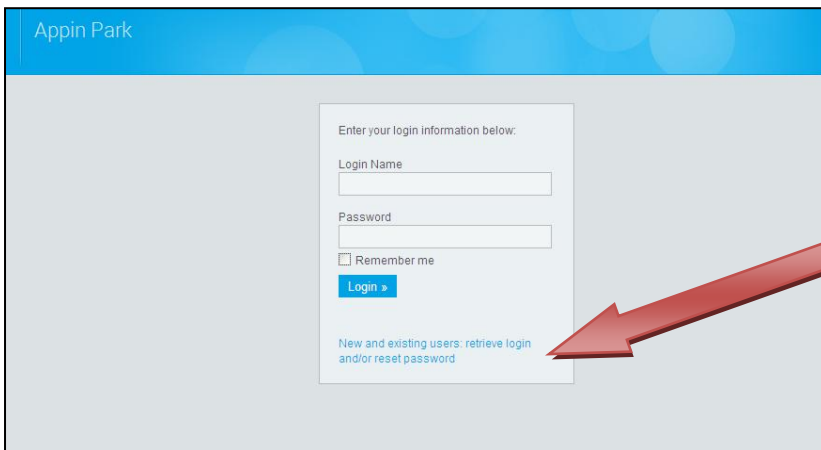 Appin Park
Enter your login information below:
Login Name
Password
Remember me
Login »
New and existing users: retrieve login
and/or reset password